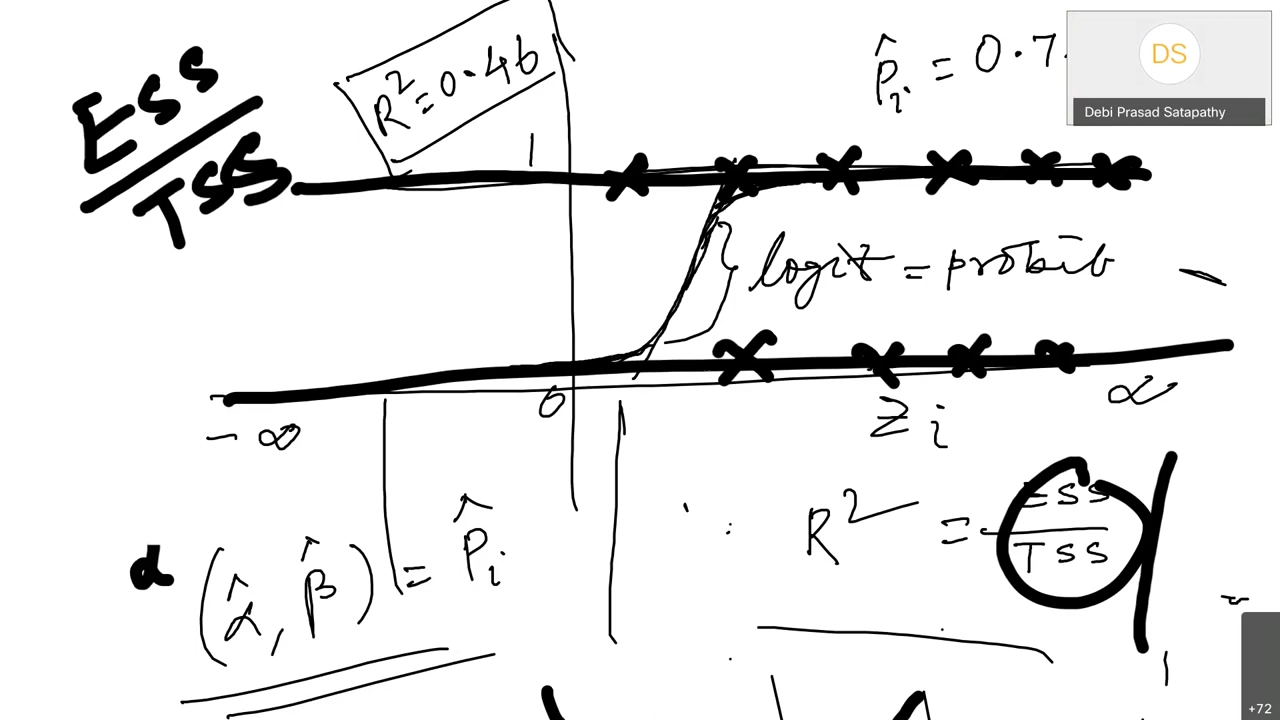 ESS
TSS
R² = 0.46
P̂i = 0.7
DS
Debi Prasad Satapathy
1
logit = probit
0
- ∞
∞
Zi
R² = ESS
TSS
α (α̂, β̂) = P̂i
+72